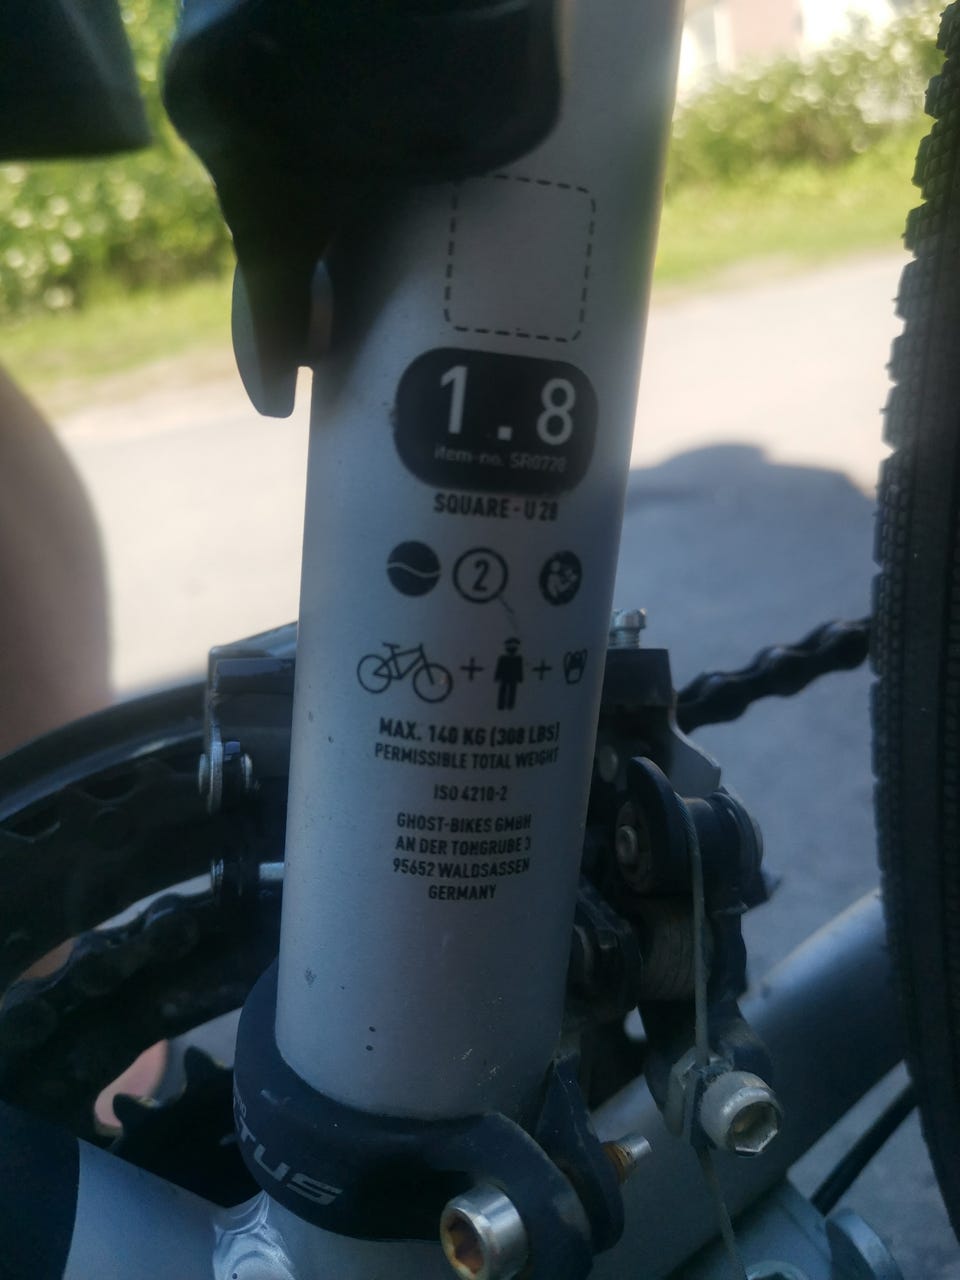 1.8
item-no. SR0720
SQUARE - U 28
2
MAX. 140 KG (308 LBS)
PERMISSIBLE TOTAL WEIGHT
ISO 4210-2
GHOST-BIKES GMBH
AN DER TONGRUBE 3
95652 WALDSASSEN
GERMANY